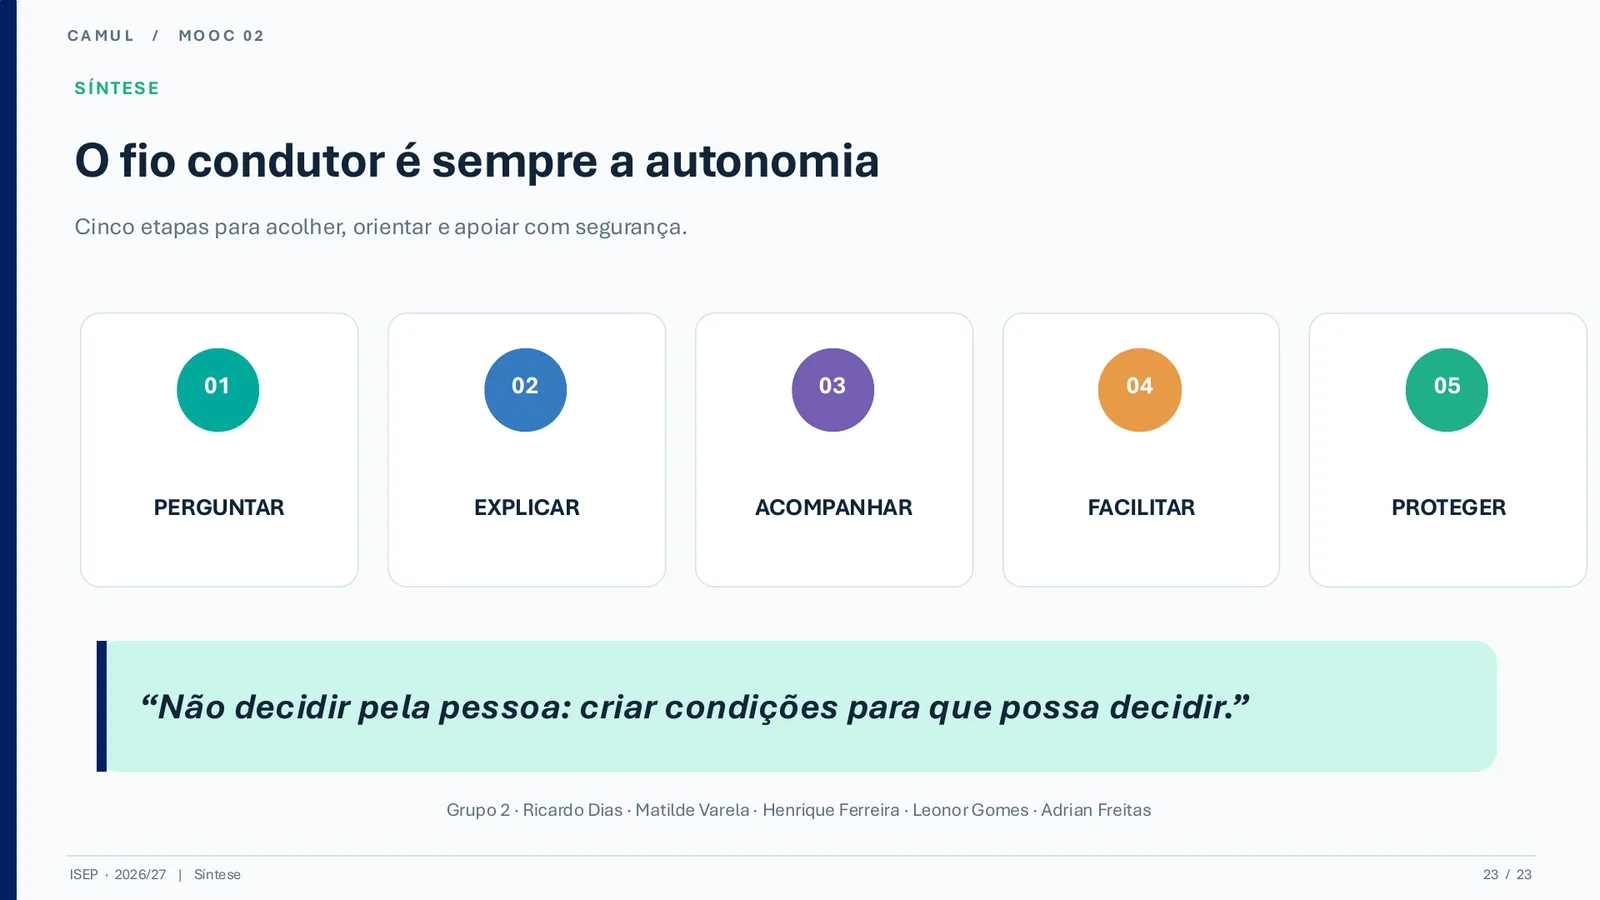 CAMUL / MOOC 02
SÍNTESE
O fio condutor é sempre a autonomia
Cinco etapas para acolher, orientar e apoiar com segurança.
01
02
03
04
05
PERGUNTAR
EXPLICAR
ACOMPANHAR
FACILITAR
PROTEGER
“Não decidir pela pessoa: criar condições para que possa decidir.”
Grupo 2 · Ricardo Dias · Matilde Varela · Henrique Ferreira · Leonor Gomes · Adrian Freitas
ISEP · 2026/27 | Síntese
23 / 23